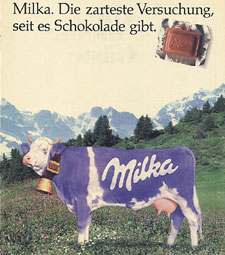 Milka. Die zarteste Versuchung,
seit es Schokolade gibt.
Milka